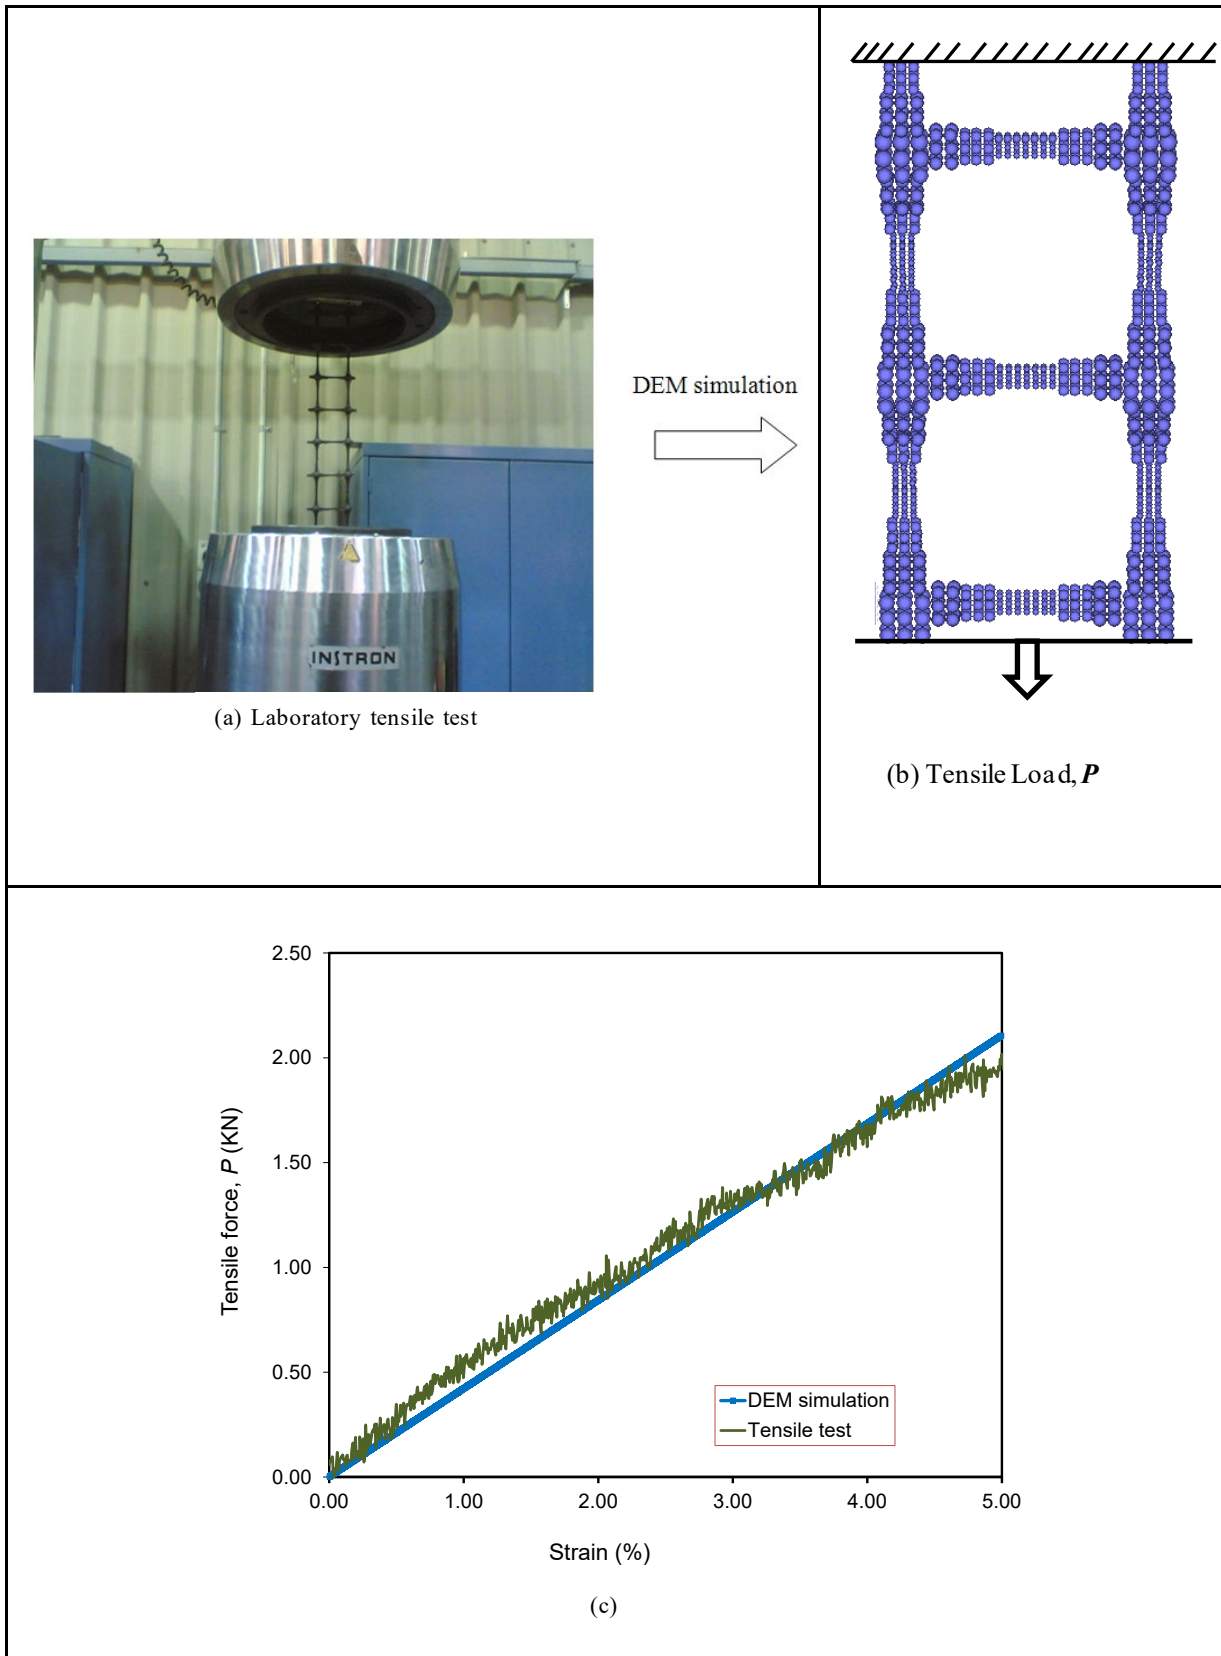 INSTRON
(a) Laboratory tensile test
DEM simulation
(b) Tensile Load, P
2.50
2.00
1.50
1.00
0.50
0.00
Tensile force, P (KN)
DEM simulation
Tensile test
0.00 1.00 2.00 3.00 4.00 5.00
Strain (%)
(c)